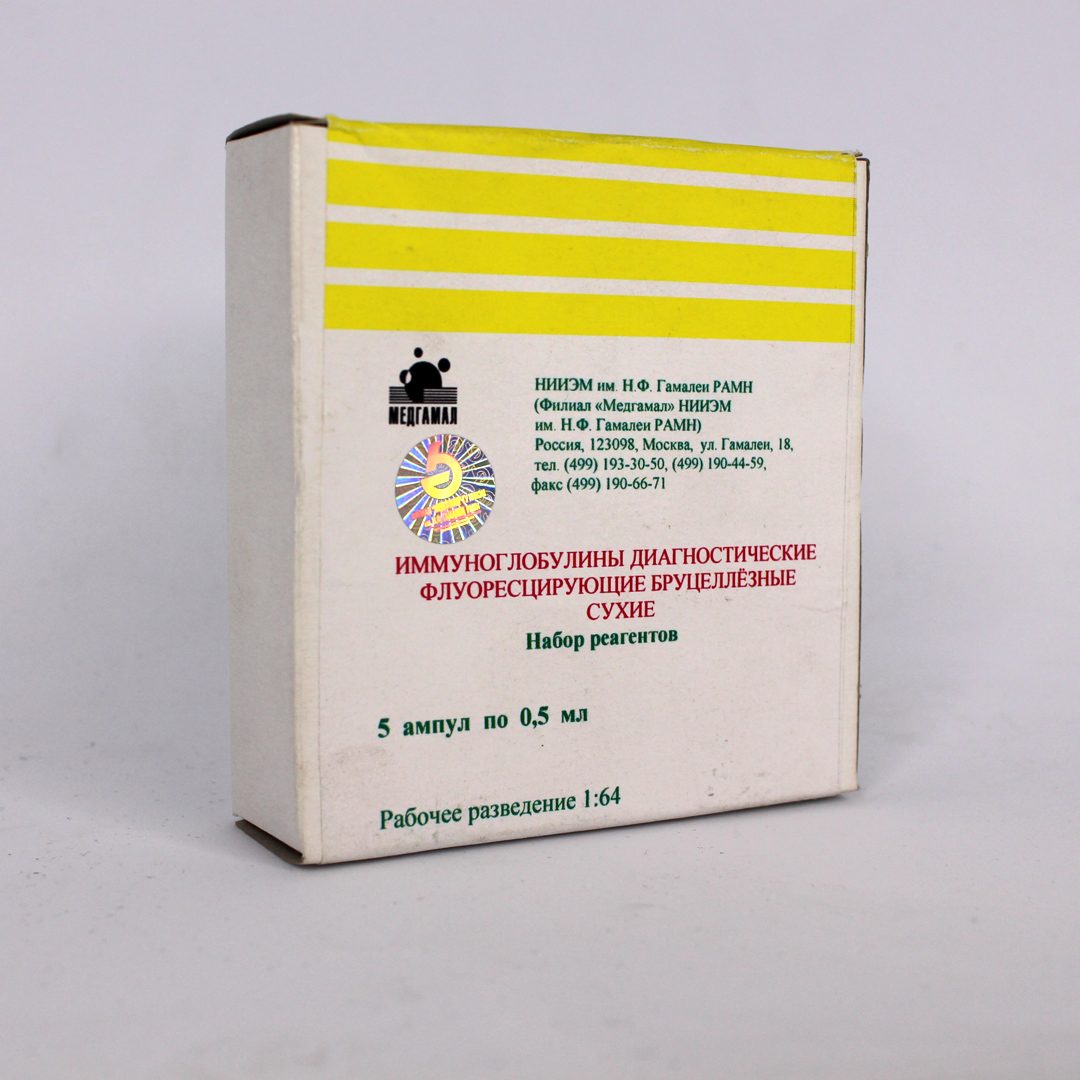 МЕДГАМАЛ
НИИЭМ им. Н.Ф. Гамалеи РАМН
(Филиал «Медгамал» НИИЭМ
им. Н.Ф. Гамалеи РАМН)
Россия, 123098, Москва, ул. Гамалеи, 18,
тел. (499) 193-30-50, (499) 190-44-59,
факс (499) 190-66-71
ИММУНОГЛОБУЛИНЫ ДИАГНОСТИЧЕСКИЕ
ФЛУОРЕСЦИРУЮЩИЕ БРУЦЕЛЛЁЗНЫЕ
СУХИЕ
Набор реагентов
5 ампул по 0,5 мл
Рабочее разведение 1:64